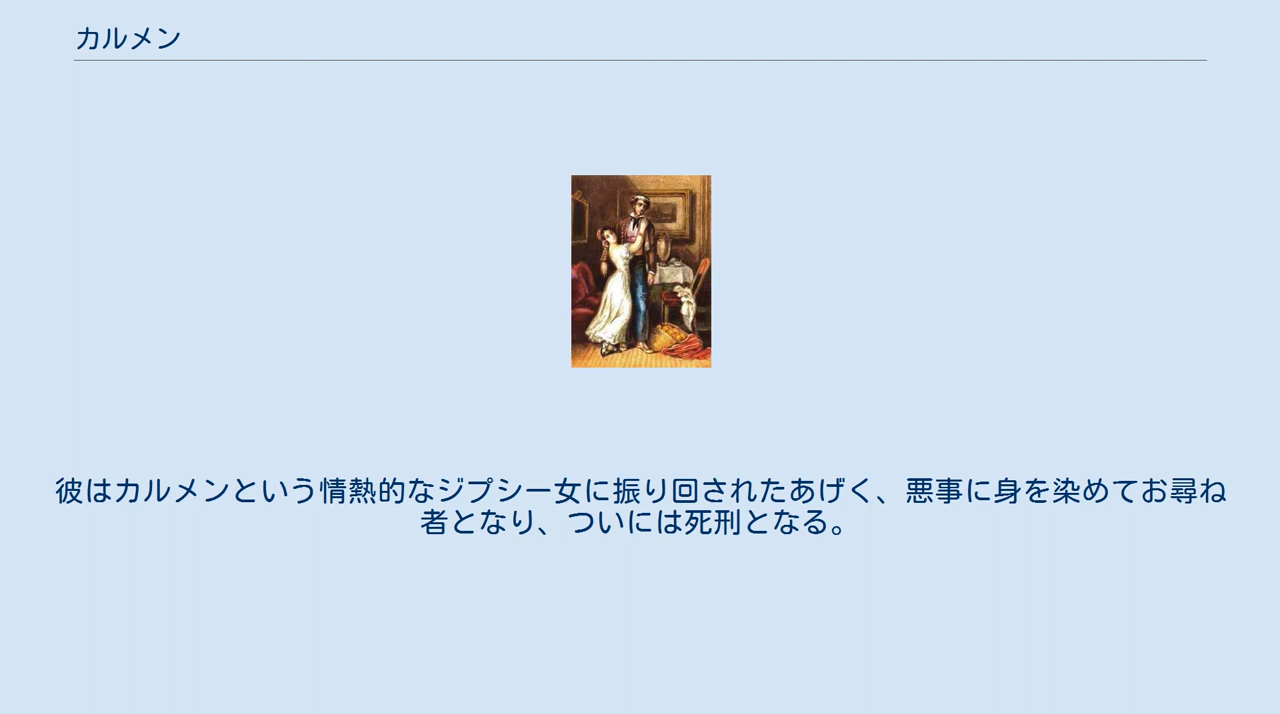 カルメン
彼はカルメンという情熱的なジプシー女に振り回されたあげく、悪事に身を染めてお尋ね
者となり、ついには死刑となる。